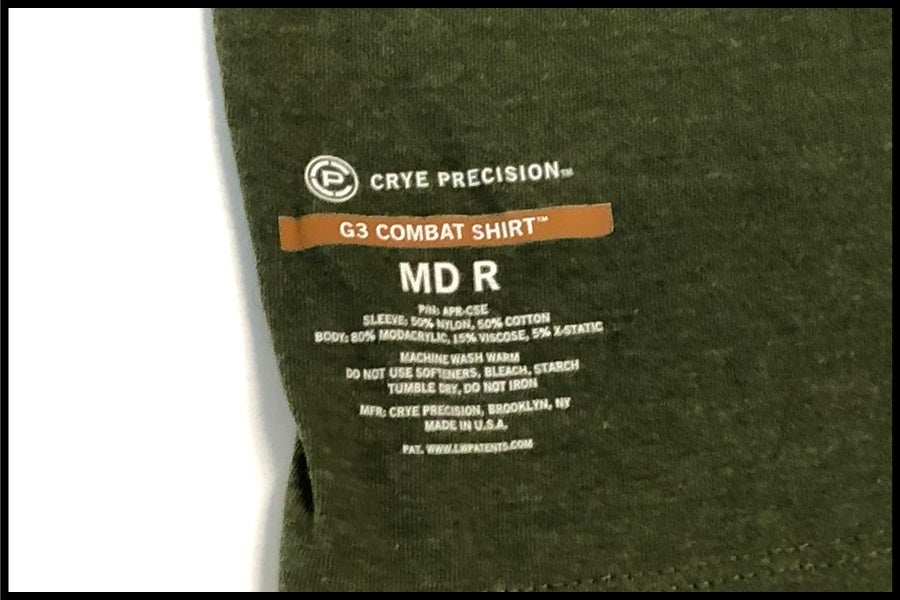 CP CRYE PRECISION™
G3 COMBAT SHIRT™
MD R
P/N: APR-CSE
SLEEVE: 50% NYLON, 50% COTTON
BODY: 80% MODACRYLIC, 15% VISCOSE, 5% X-STATIC
MACHINE WASH WARM
DO NOT USE SOFTENERS, BLEACH, STARCH
TUMBLE DRY, DO NOT IRON
MFR: CRYE PRECISION, BROOKLYN, NY
MADE IN U.S.A.
PAT. WWW.LWPATENTS.COM